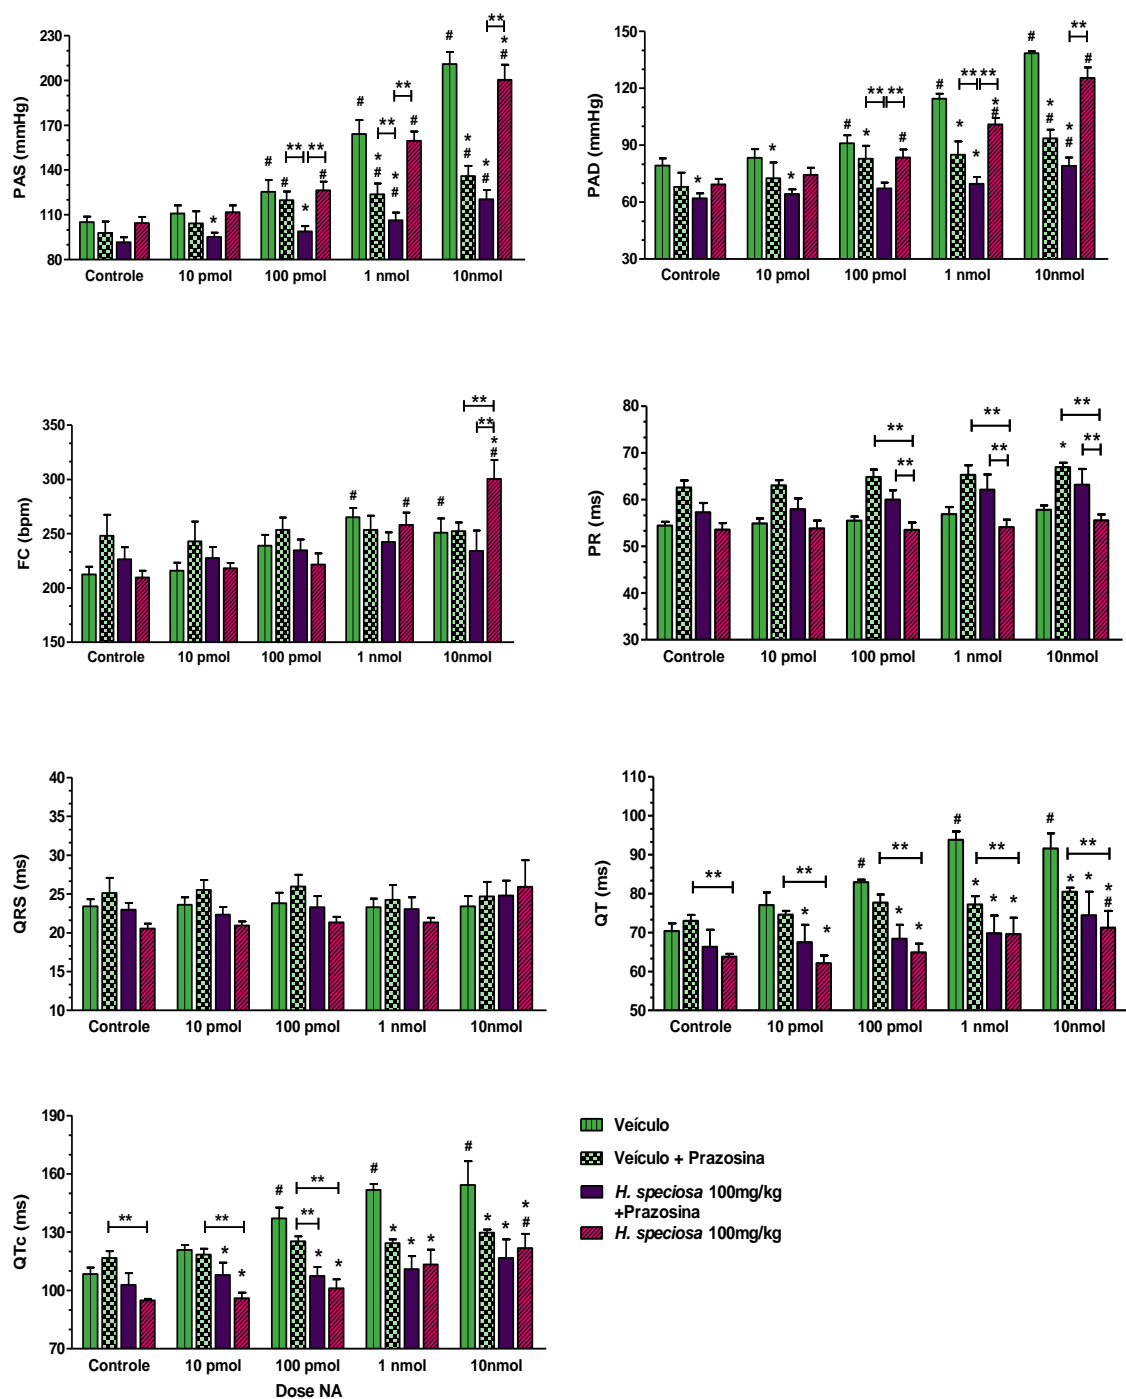 PAS (mmHg)
230
200
170
140
110
80
** ** ** ** **
# # # # # # # # # # #
* * * * * *
Controle 10 pmol 100 pmol 1 nmol 10nmol
PAD (mmHg)
150
120
90
60
30
** ** ** ** **
# # # # # # # #
* * * * * * * * *
Controle 10 pmol 100 pmol 1 nmol 10nmol
FC (bpm)
350
300
250
200
150
**
**
*
# # # #
Controle 10 pmol 100 pmol 1 nmol 10nmol
PR (ms)
80
70
60
50
40
30
** ** **
** ** **
*
Controle 10 pmol 100 pmol 1 nmol 10nmol
QRS (ms)
40
35
30
25
20
15
10
Controle 10 pmol 100 pmol 1 nmol 10nmol
QT (ms)
110
100
90
80
70
60
50
** ** ** ** **
# # # #
* * * * * * * * * *
Controle 10 pmol 100 pmol 1 nmol 10nmol
QTc (ms)
190
160
130
100
70
** ** ** **
# # # #
* * * * * * * * * *
Controle 10 pmol 100 pmol 1 nmol 10nmol
Dose NA
Veículo
Veículo + Prazosina
H. speciosa 100mg/kg
+Prazosina
H. speciosa 100mg/kg